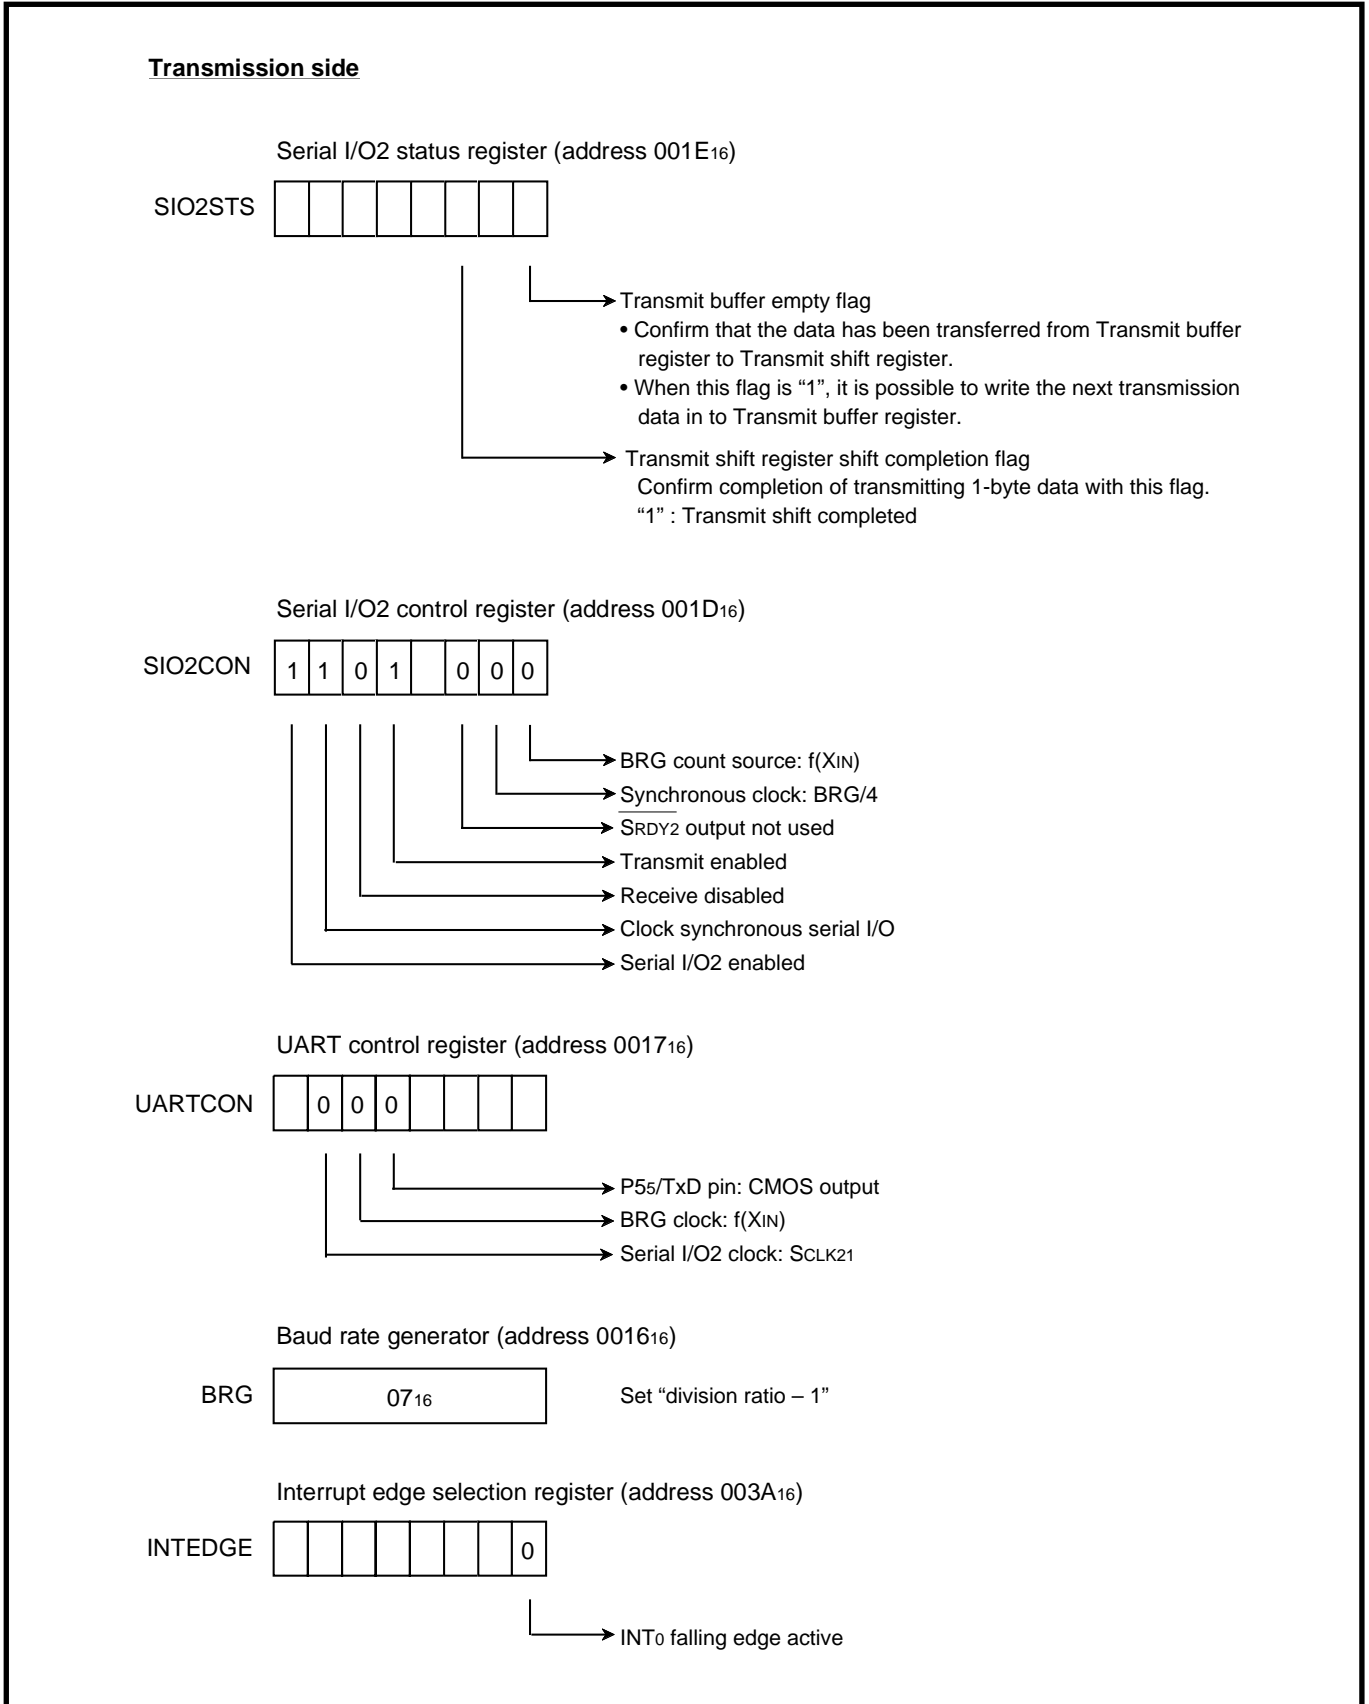 Transmission side
Serial I/O2 status register (address 001E16)
SIO2STS
Transmit buffer empty flag
• Confirm that the data has been transferred from Transmit buffer
register to Transmit shift register.
• When this flag is “1”, it is possible to write the next transmission
data in to Transmit buffer register.
Transmit shift register shift completion flag
Confirm completion of transmitting 1-byte data with this flag.
“1” : Transmit shift completed
Serial I/O2 control register (address 001D16)
SIO2CON 1 1 0 1 0 0 0
BRG count source: f(XIN)
Synchronous clock: BRG/4
SRDY2 output not used
Transmit enabled
Receive disabled
Clock synchronous serial I/O
Serial I/O2 enabled
UART control register (address 001716)
UARTCON 0 0 0
P55/TxD pin: CMOS output
BRG clock: f(XIN)
Serial I/O2 clock: SCLK21
Baud rate generator (address 001616)
BRG 0716 Set “division ratio – 1”
Interrupt edge selection register (address 003A16)
INTEDGE 0
INT0 falling edge active